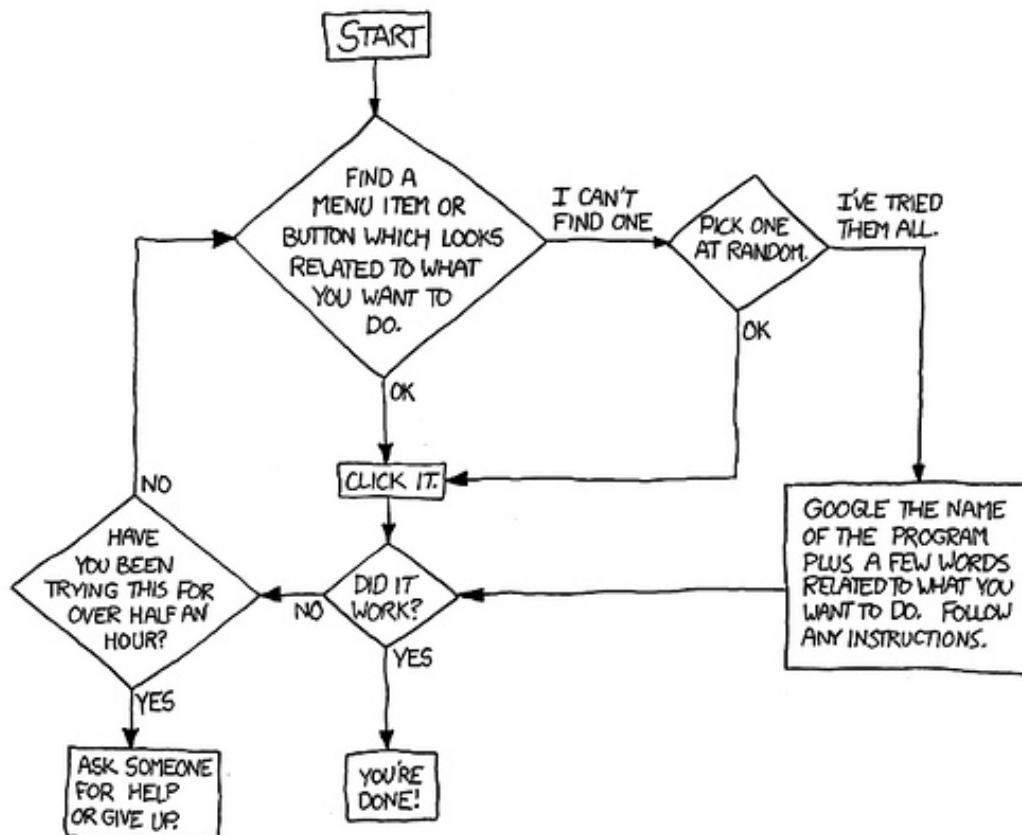 START
FIND A
MENU ITEM OR
BUTTON WHICH LOOKS
RELATED TO WHAT
YOU WANT TO
DO.
I CAN'T
FIND ONE
PICK ONE
AT RANDOM.
I'VE TRIED
THEM ALL.
OK
OK
CLICK IT.
NO
GOOGLE THE NAME
OF THE PROGRAM
PLUS A FEW WORDS
RELATED TO WHAT YOU
WANT TO DO. FOLLOW
ANY INSTRUCTIONS.
HAVE
YOU BEEN
TRYING THIS FOR
OVER HALF AN
HOUR?
NO
DID IT
WORK?
YES
YES
ASK SOMEONE
FOR HELP
OR GIVE UP.
YOU'RE
DONE!